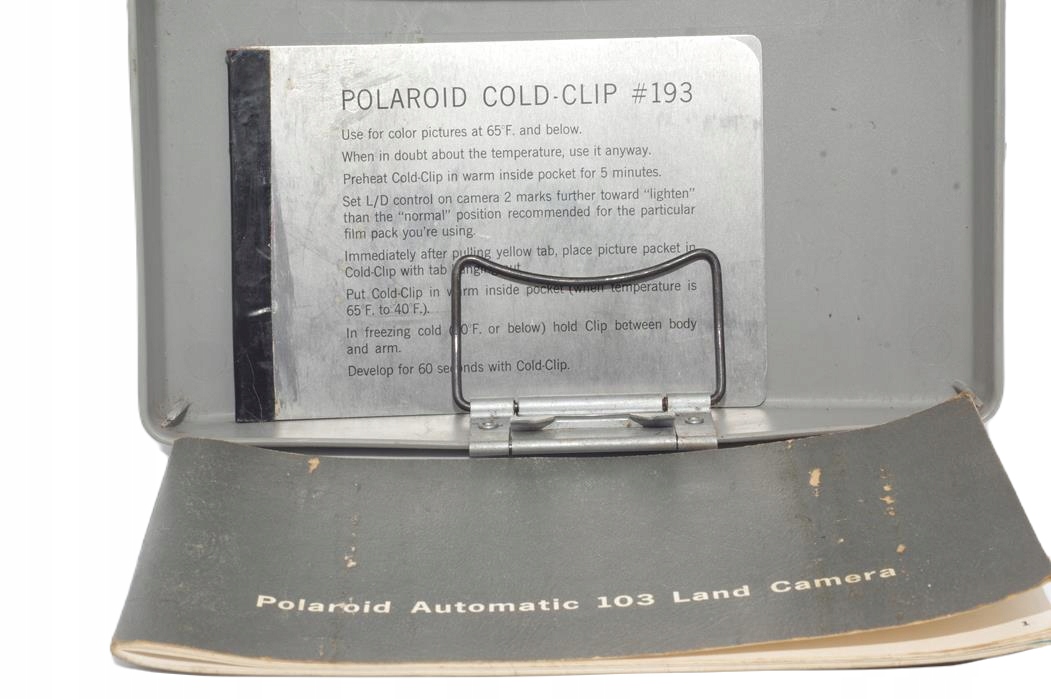 POLAROID COLD-CLIP #193
Use for color pictures at 65°F. and below.
When in doubt about the temperature, use it anyway.
Preheat Cold-Clip in warm inside pocket for 5 minutes.
Set L/D control on camera 2 marks further toward "lighten"
than the "normal" position recommended for the particular
film pack you're using.
Immediately after pulling yellow tab, place picture packet in
Cold-Clip with tab hanging out.
Put Cold-Clip in warm inside pocket (when temperature is
65°F. to 40°F.).
In freezing cold (40°F. or below) hold Clip between body
and arm.
Develop for 60 seconds with Cold-Clip.
Polaroid Automatic 103 Land Camera
1